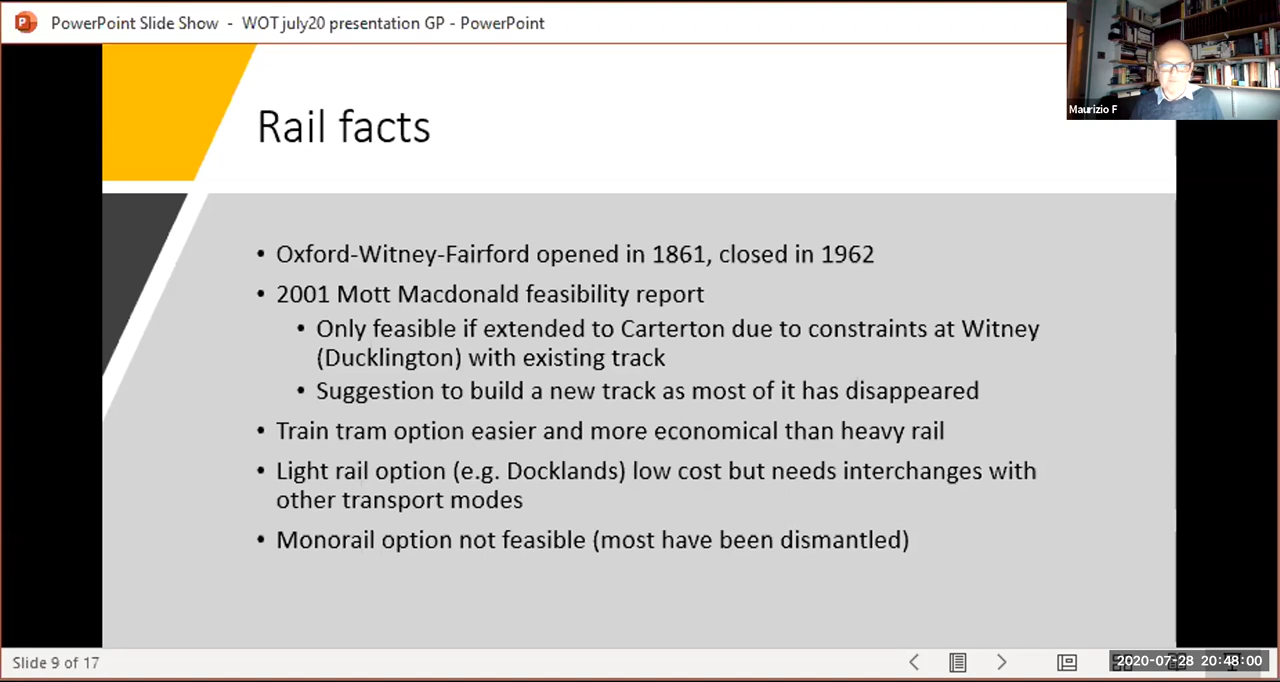 PowerPoint Slide Show - WOT july20 presentation GP - PowerPoint
Maurizio F
Rail facts
• Oxford-Witney-Fairford opened in 1861, closed in 1962
• 2001 Mott Macdonald feasibility report
• Only feasible if extended to Carterton due to constraints at Witney
(Ducklington) with existing track
• Suggestion to build a new track as most of it has disappeared
• Train tram option easier and more economical than heavy rail
• Light rail option (e.g. Docklands) low cost but needs interchanges with
other transport modes
• Monorail option not feasible (most have been dismantled)
Slide 9 of 17
2020-07-28 20:48:00